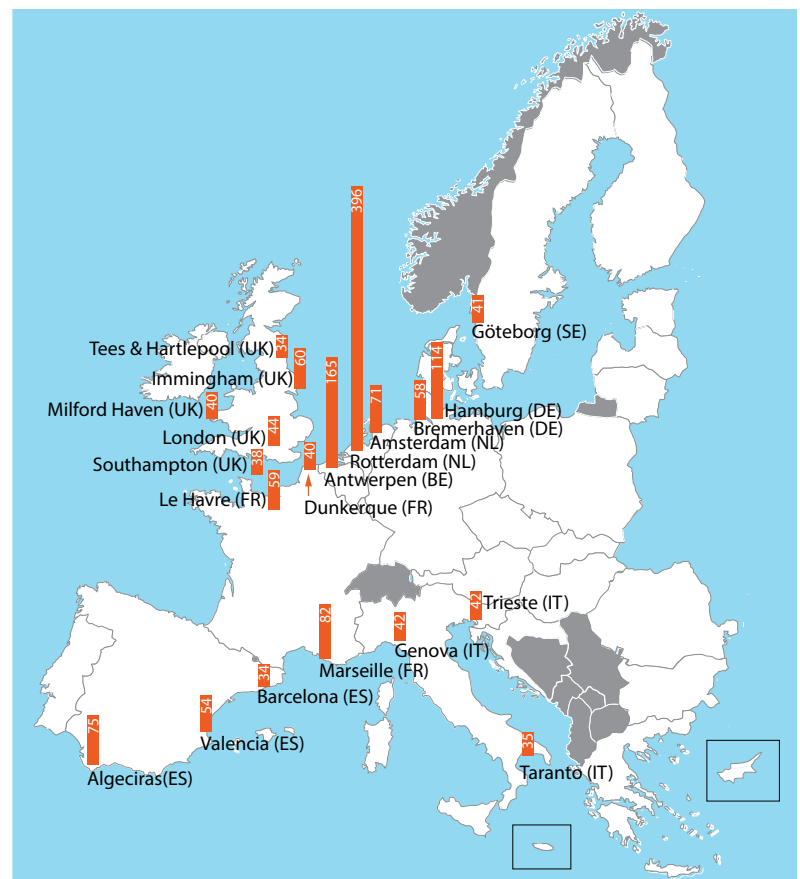 396
41
Göteborg (SE)
34
Tees & Hartlepool (UK)
60
Immingham (UK)
165
114
71
58
Hamburg (DE)
Bremerhaven (DE)
40
Milford Haven (UK)
44
London (UK)
Amsterdam (NL)
40
38
Southampton (UK)
Rotterdam (NL)
Antwerpen (BE)
59
Le Havre (FR)
Dunkerque (FR)
42
Trieste (IT)
82
42
Genova (IT)
Marseille (FR)
34
Barcelona (ES)
54
Valencia (ES)
75
Algeciras(ES)
35
Taranto (IT)